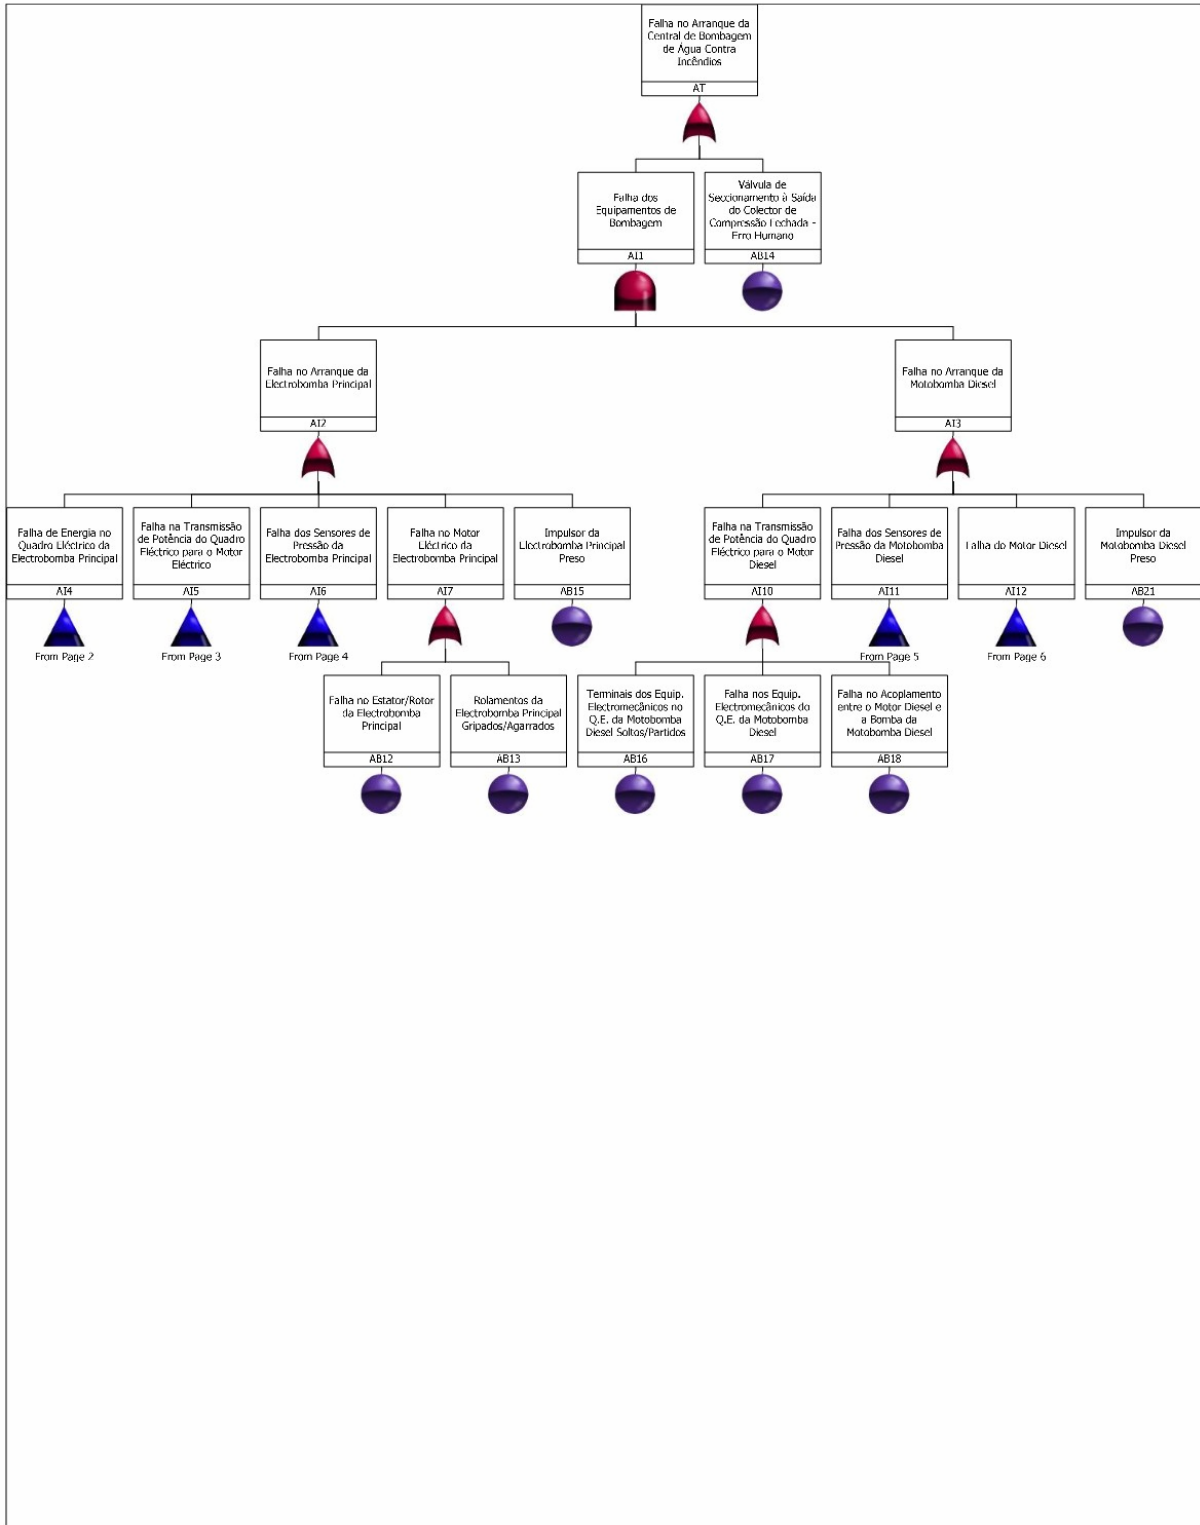 Falha no Arranque da
Central de Bombagem
de Água Contra
Incêndios
AT
Falha dos
Equipamentos de
Bombagem
AI1
Válvula de
Seccionamento à Saída
do Colector de
Compressão Fechada -
Erro Humano
AB14
Falha no Arranque da
Electrobomba Principal
AI2
Falha no Arranque da
Motobomba Diesel
AI3
Falha de Energia no
Quadro Eléctrico da
Electrobomba Principal
AI4
From Page 2
Falha na Transmissão
de Potência do Quadro
Eléctrico para o Motor
Eléctrico
AI5
From Page 3
Falha dos Sensores de
Pressão da
Electrobomba Principal
AI6
From Page 4
Falha no Motor
Eléctrico da
Electrobomba Principal
AI7
Impulsor da
Electrobomba Principal
Preso
AB15
Falha na Transmissão
de Potência do Quadro
Eléctrico para o Motor
Diesel
AI10
Falha dos Sensores de
Pressão da Motobomba
Diesel
AI11
From Page 5
Falha do Motor Diesel
AI12
From Page 6
Impulsor da
Motobomba Diesel
Preso
AB21
Falha no Estator/Rotor
da Electrobomba
Principal
AB12
Rolamentos da
Electrobomba Principal
Gripados/Agarrados
AB13
Terminais dos Equip.
Electromecânicos no
Q.E. da Motobomba
Diesel Soltos/Partidos
AB16
Falha nos Equip.
Electromecânicos do
Q.E. da Motobomba
Diesel
AB17
Falha no Acoplamento
entre o Motor Diesel e
a Bomba da
Motobomba Diesel
AB18